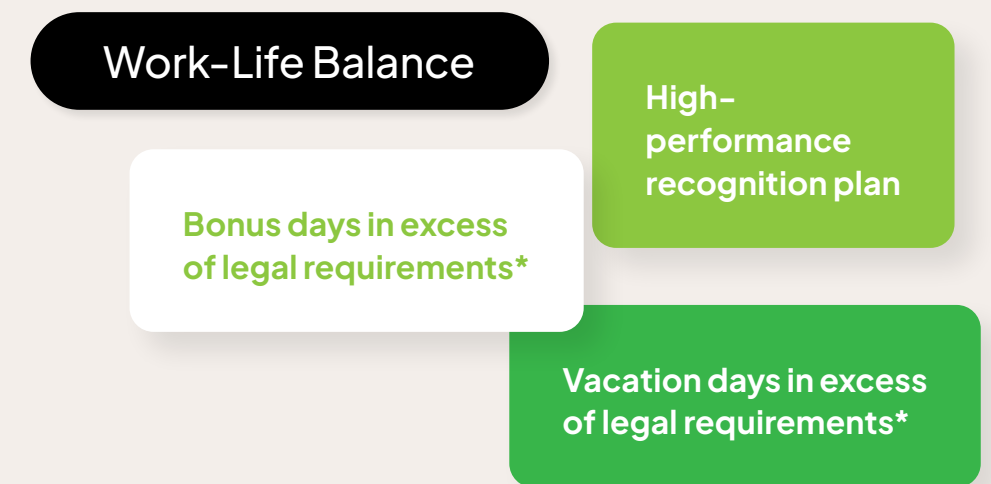 Work-Life Balance
High-
performance
recognition plan
Bonus days in excess
of legal requirements*
Vacation days in excess
of legal requirements*